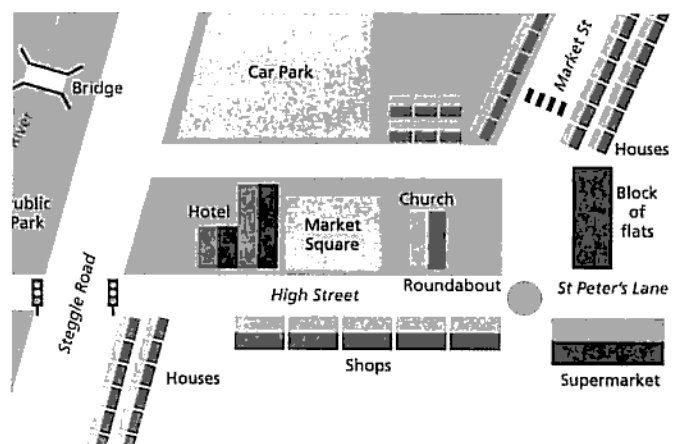 Market St
Car Park
Bridge
River
Houses
ublic
Park
Hotel
Market
Square
Church
Block
of
flats
Steggle Road
High Street
Roundabout
St Peter's Lane
Houses
Shops
Supermarket